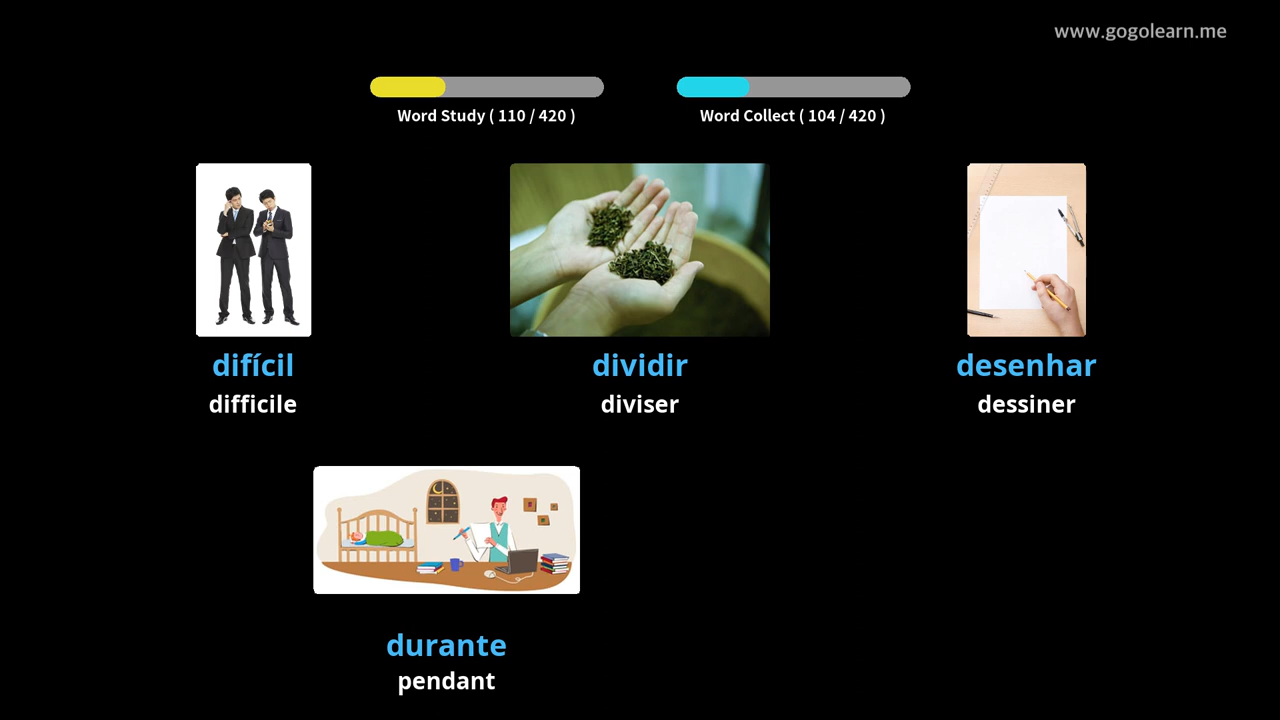 www.gogolearn.me
Word Study ( 110 / 420 )
Word Collect ( 104 / 420 )
difícil
difficile
dividir
diviser
desenhar
dessiner
durante
pendant